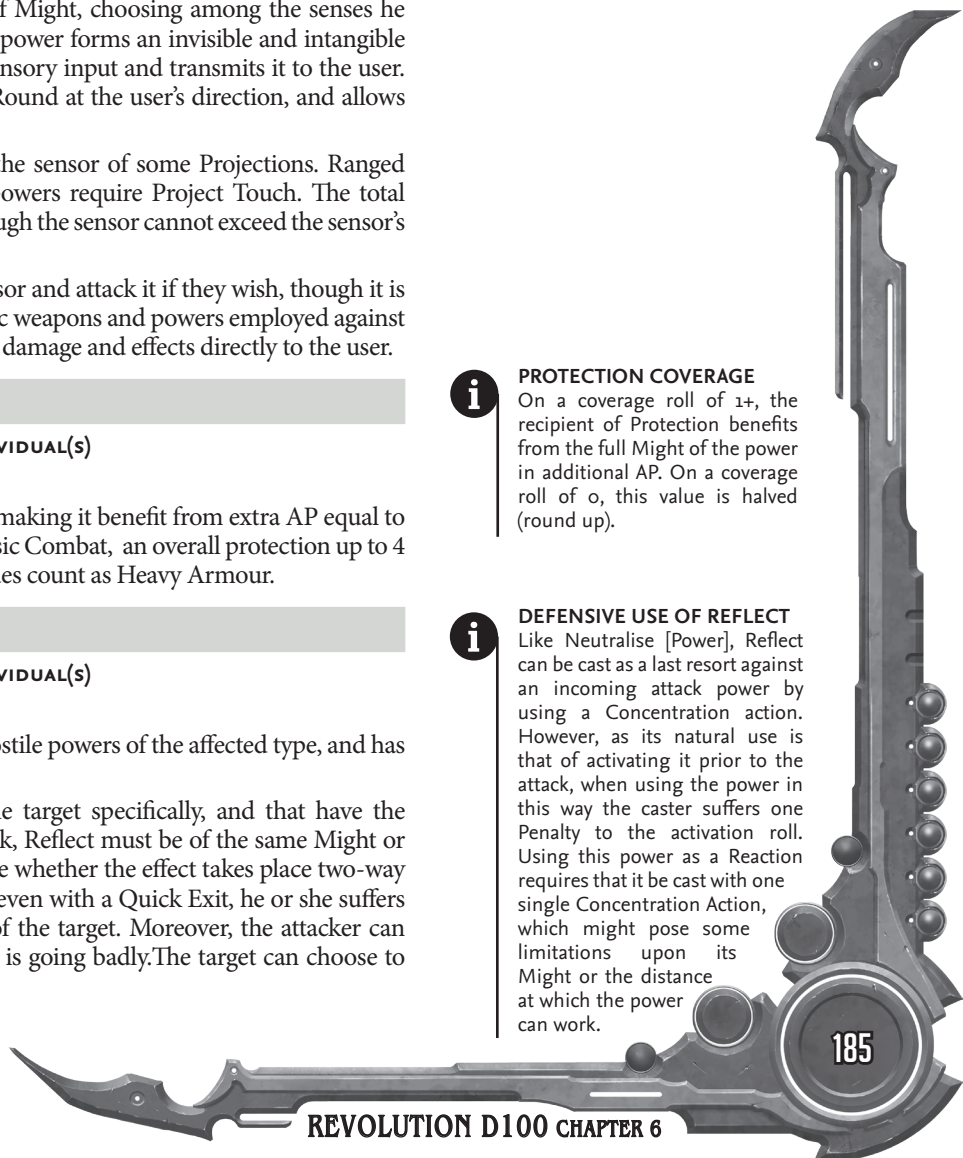 f Might, choosing among the senses he
power forms an invisible and intangible
nsory input and transmits it to the user.
Round at the user's direction, and allows
the sensor of some Projections. Ranged
powers require Project Touch. The total
ugh the sensor cannot exceed the sensor's
sor and attack it if they wish, though it is
ic weapons and powers employed against
damage and effects directly to the user.
VIDUAL(S)
making it benefit from extra AP equal to
sic Combat, an overall protection up to 4
ues count as Heavy Armour.
VIDUAL(S)
ostile powers of the affected type, and has
e target specifically, and that have the
k, Reflect must be of the same Might or
e whether the effect takes place two-way
even with a Quick Exit, he or she suffers
of the target. Moreover, the attacker can
is going badly.The target can choose to
i
PROTECTION COVERAGE
On a coverage roll of 1+, the
recipient of Protection benefits
from the full Might of the power
in additional AP. On a coverage
roll of 0, this value is halved
(round up).
i
DEFENSIVE USE OF REFLECT
Like Neutralise [Power], Reflect
can be cast as a last resort against
an incoming attack power by
using a Concentration action.
However, as its natural use is
that of activating it prior to the
attack, when using the power in
this way the caster suffers one
Penalty to the activation roll.
Using this power as a Reaction
requires that it be cast with one
single Concentration Action,
which might pose some
limitations upon its
Might or the distance
at which the power
can work.
185
REVOLUTION D100 CHAPTER 6